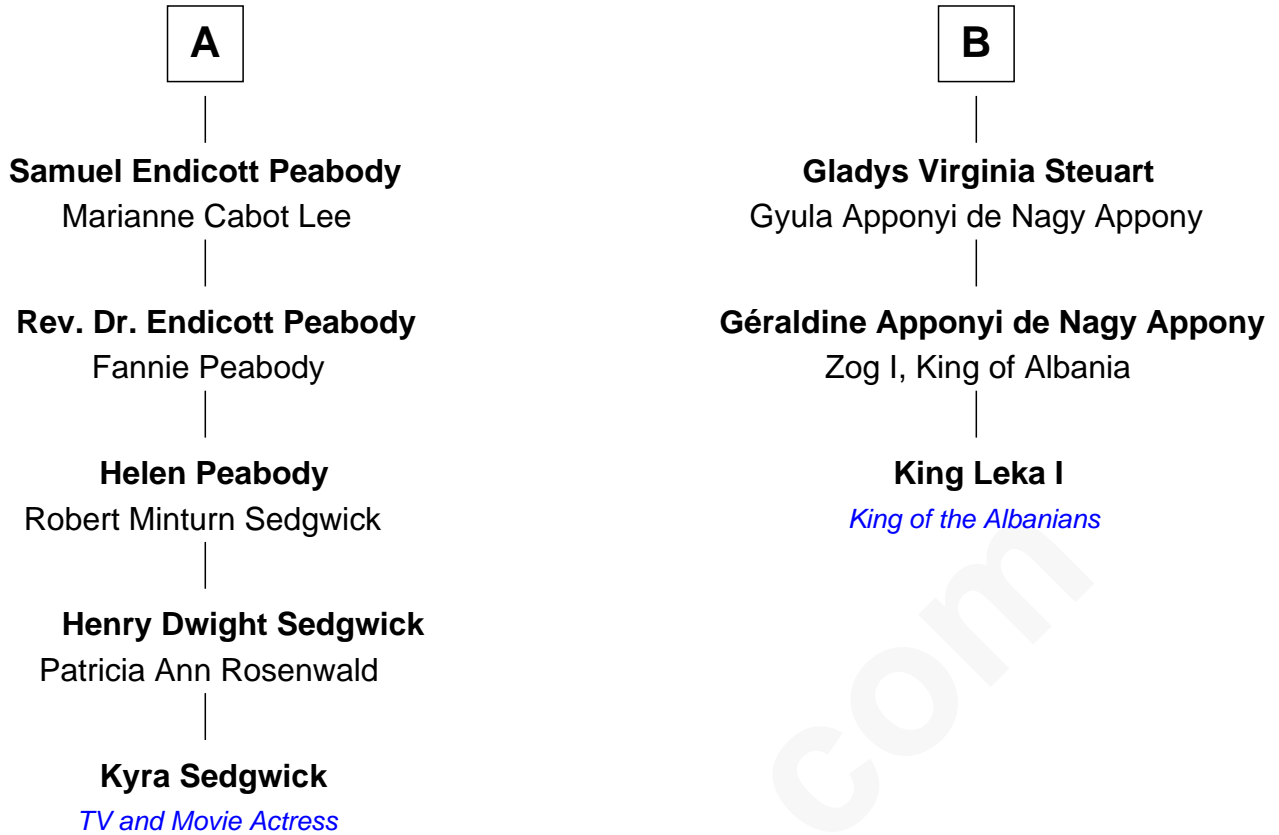 A
Samuel Endicott Peabody
Marianne Cabot Lee
Rev. Dr. Endicott Peabody
Fannie Peabody
Helen Peabody
Robert Minturn Sedgwick
Henry Dwight Sedgwick
Patricia Ann Rosenwald
Kyra Sedgwick
TV and Movie Actress
B
Gladys Virginia Steuart
Gyula Apponyi de Nagy Appony
Géraldine Apponyi de Nagy Appony
Zog I, King of Albania
King Leka I
King of the Albanians
com